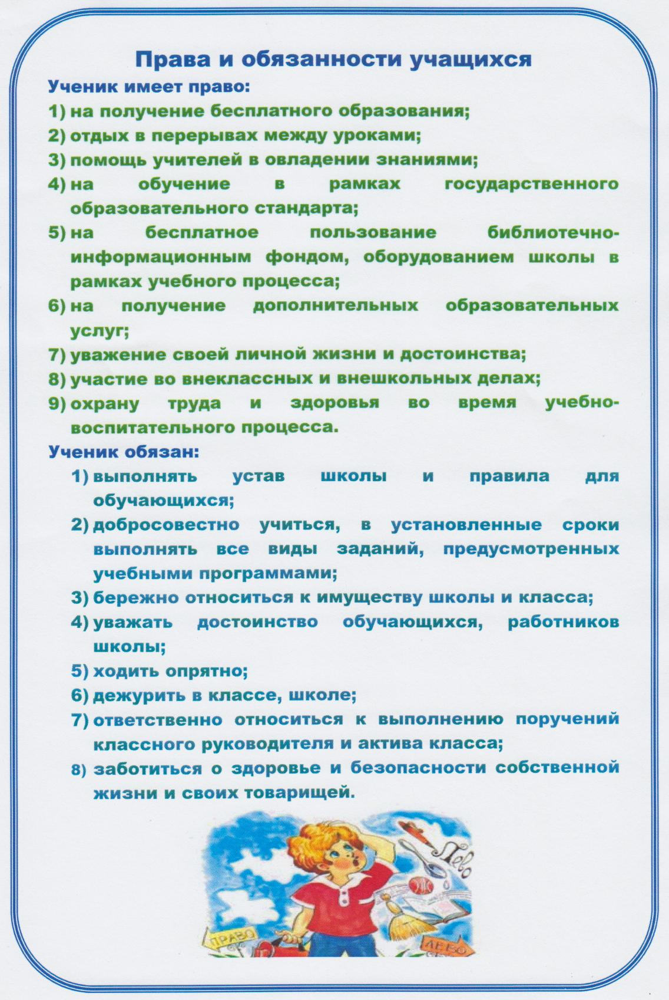 Права и обязанности учащихся
Ученик имеет право:
1) на получение бесплатного образования;
2) отдых в перерывах между уроками;
3) помощь учителей в овладении знаниями;
4) на обучение в рамках государственного
образовательного стандарта;
5) на бесплатное пользование библиотечно-
информационным фондом, оборудованием школы в
рамках учебного процесса;
6) на получение дополнительных образовательных
услуг;
7) уважение своей личной жизни и достоинства;
8) участие во внеклассных и внешкольных делах;
9) охрану труда и здоровья во время учебно-
воспитательного процесса.
Ученик обязан:
1) выполнять устав школы и правила для
обучающихся;
2) добросовестно учиться, в установленные сроки
выполнять все виды заданий, предусмотренных
учебными программами;
3) бережно относиться к имуществу школы и класса;
4) уважать достоинство обучающихся, работников
школы;
5) ходить опрятно;
6) дежурить в классе, школе;
7) ответственно относиться к выполнению поручений
классного руководителя и актива класса;
8) заботиться о здоровье и безопасности собственной
жизни и своих товарищей.
Лево
ПРАВО
ЛЕВО